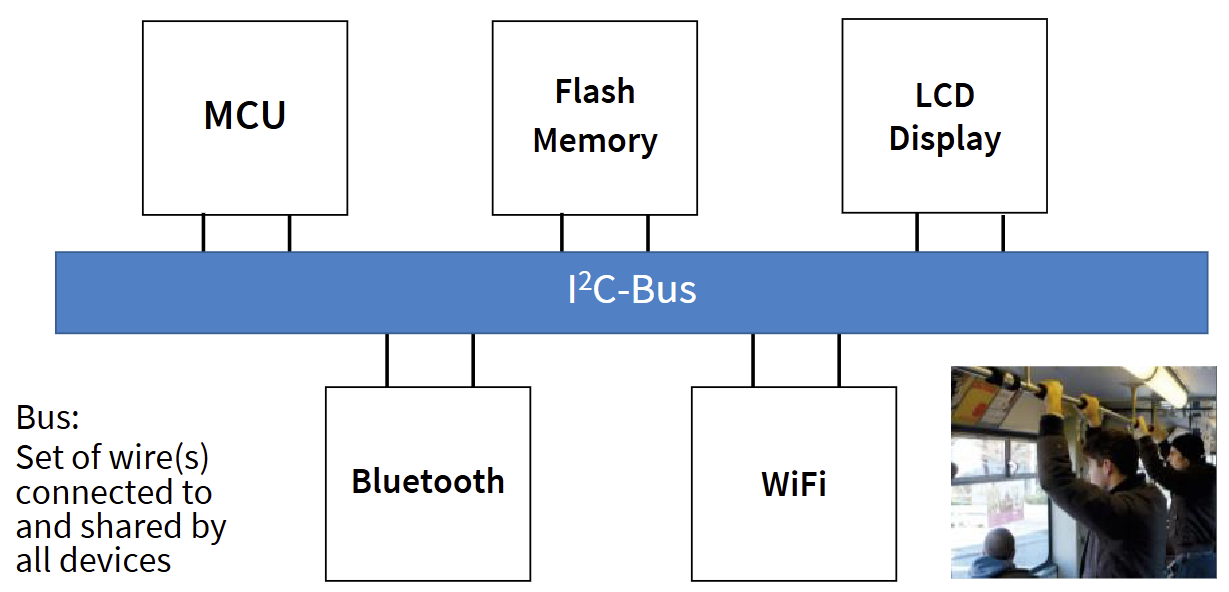 MCU
Flash
Memory
LCD
Display
I²C-Bus
Bus:
Set of wire(s)
connected to
and shared by
all devices
Bluetooth
WiFi